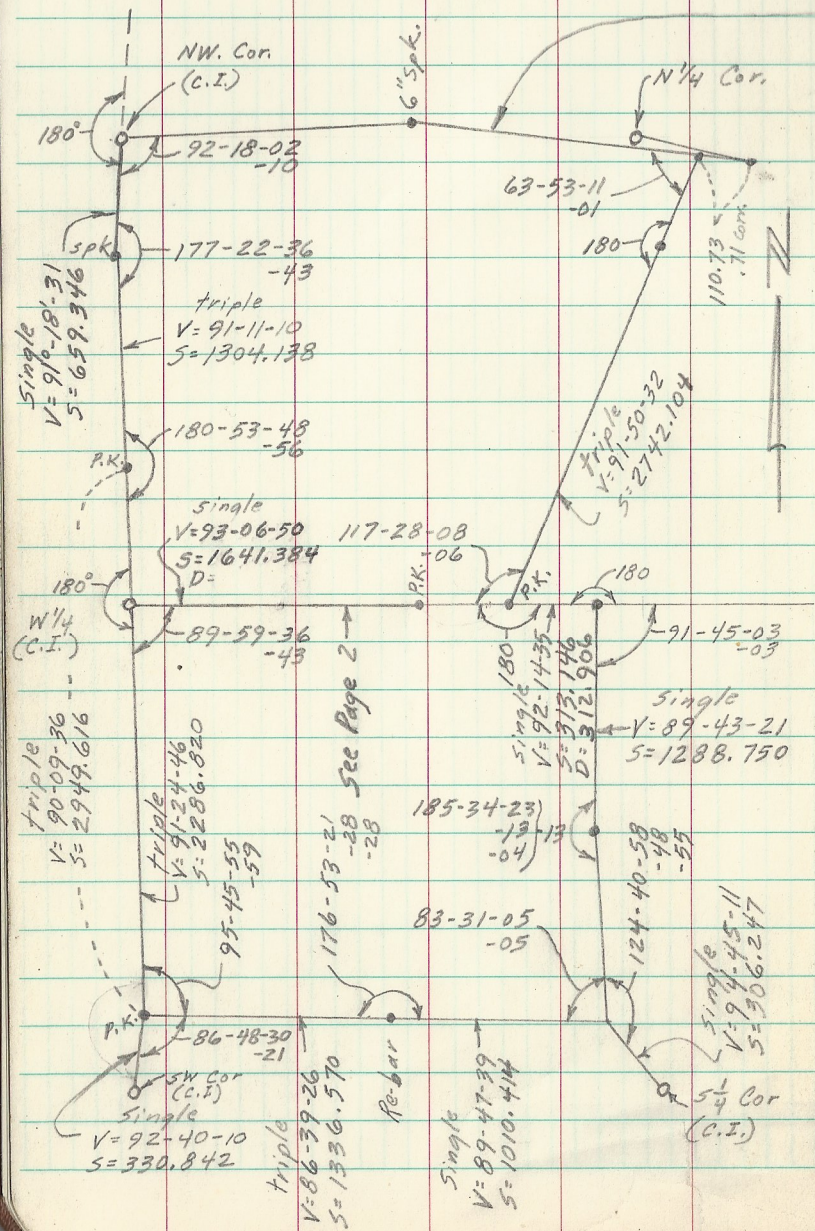 NW. Cor.
(C.I.)
6" Spk.
N 1/4 Cor.
180°
92-18-02
-10
63-53-11
-01
180
110.73
.71 corr.
N
spk
177-22-36
-43
triple
V=91-11-10
S=1304.138
Single
V=91°-18'-31
S=659.346
180-53-48
-56
P.K.
triple
V=91-50-32
S=2742.104
single
V=93-06-50
S=1641.384
D=
117-28-08
-06
P.K.
P.K.
180
180°
W 1/4
(C.I.)
89-59-36
-43
See Page 2
180
Single
V=92-14-35
S=313.146
D=312.906
91-45-03
-03
Single
V=89-43-21
S=1288.750
triple
V=90-09-36
S=2949.616
triple
V=91-24-46
S=2286.820
95-45-55
-59
176-53-21
-28
-28
185-34-23
-13
-04
-13
83-31-05
-05
124-40-58
-48
-55
Single
V=94-45-11
S=306.247
P.K.
86-48-30
-21
SW Cor
(C.I.)
Single
V=92-40-10
S=330.842
triple
V=86-39-26
S=1336.570
Re-bar
Single
V=89-47-39
S=1010.414
S 1/4 Cor
(C.I.)